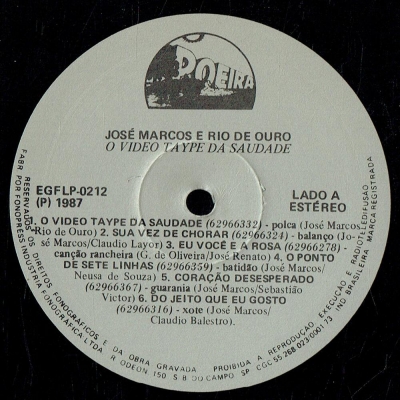 POEIRA
JOSÉ MARCOS E RIO DE OURO
O VIDEO TAYPE DA SAUDADE
EGFLP-0212
(P) 1987
LADO A
ESTÉREO
1. O VIDEO TAYPE DA SAUDADE (62966332) - polca (José Marcos/
Rio de Ouro) 2. SUA VEZ DE CHORAR (62966324) - balanço (Jo-
sé Marcos/Claudio Layor) 3. EU VOCÊ E A ROSA (62966278) -
canção rancheira (G. de Oliveira/José Renato) 4. O PONTO
DE SETE LINHAS (62966359) - batidão (José Marcos/
Neusa de Souza) 5. CORAÇÃO DESESPERADO
(62966367) - guarania (José Marcos/Sebastião
Victor) 6. DO JEITO QUE EU GOSTO
(62966316) - xote (José Marcos/
Claudio Balestro).
RESERVADOS OS DIREITOS FONOGRÁFICOS E DA OBRA GRAVADA PROIBIDA A REPRODUÇÃO, EXECUÇÃO E RADIOTELEDIFUSÃO
FABR POR FONOPRESS INDÚSTRIA FONOGRÁFICA LTDA R ODEON 150 S B DO CAMPO SP CGC 55 268 023/0001 73 IND BRASILEIRA MARCA REGISTRADA